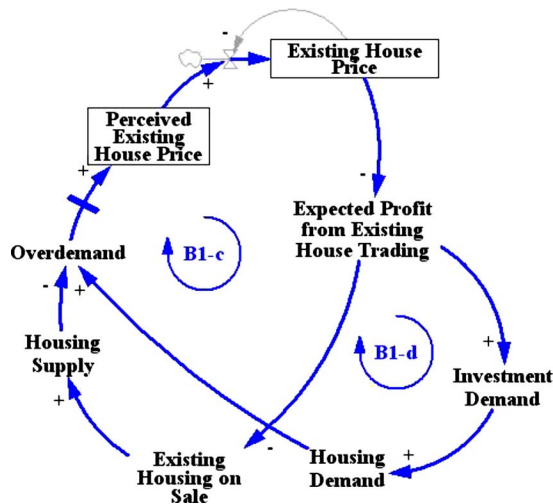 -
Existing House
Price
+
Perceived
Existing
House Price
+
-
Expected Profit
from Existing
House Trading
B1-c
Overdemand
-
+
Housing
Supply
B1-d
+
Investment
Demand
+
Existing
Housing on
Sale
-
Housing
Demand
+